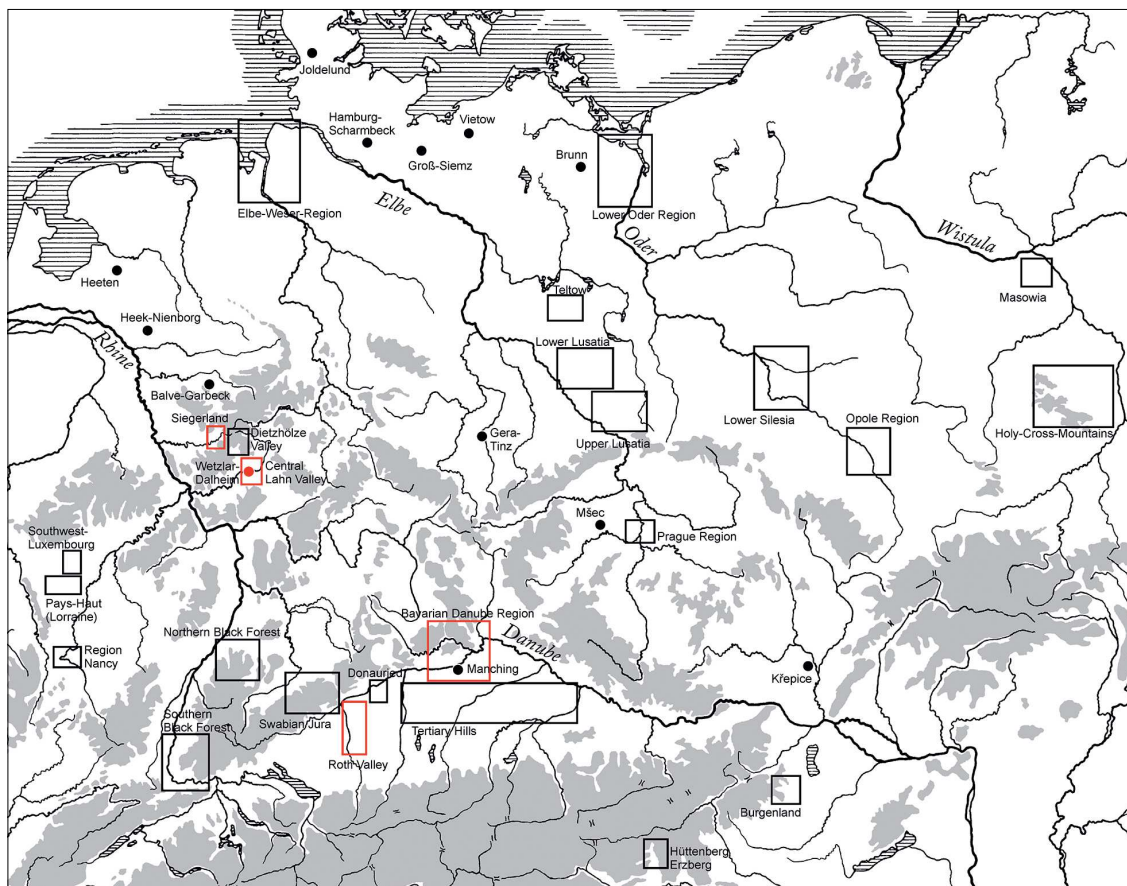 Joldelund
Hamburg-
Scharmbeck
Vietow
Groß-Siemz
Brunn
Elbe
Elbe-Weser-Region
Lower Oder Region
Oder
Wistula
Heeten
Teltow
Masowia
Heek-Nienborg
Rhine
Lower Lusatia
Balve-Garbeck
Siegerland
Dietzhölze
Valley
Gera-
Tinz
Upper Lusatia
Lower Silesia
Opole Region
Holy-Cross-Mountains
Wetzlar-
Dalheim
Central
Lahn Valley
Mšec
Prague Region
Southwest-
Luxembourg
Pays-Haut
(Lorraine)
Bavarian Danube Region
Northern Black Forest
Danube
Region
Nancy
Donauried
Manching
Křepice
Southern
Black Forest
Swabian Jura
Tertiary Hills
Roth Valley
Burgenland
Hüttenberg
Erzberg